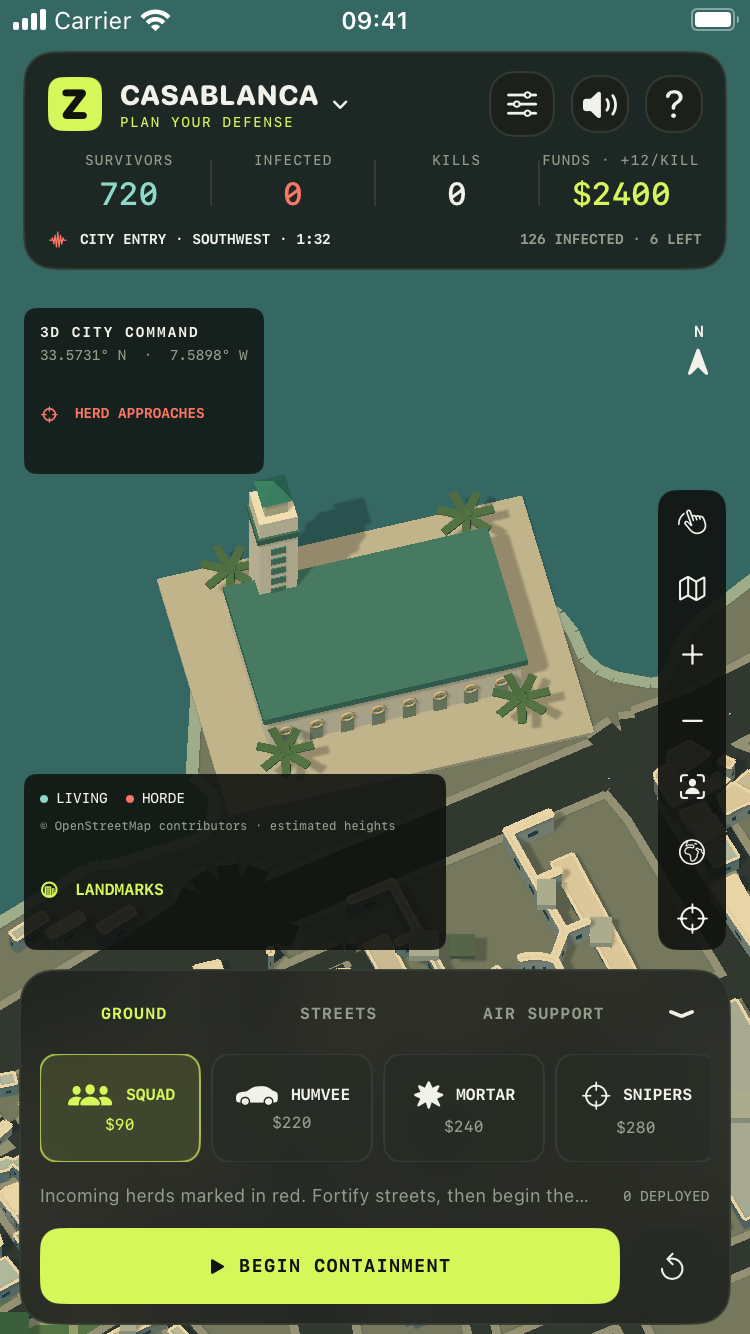 Carrier 09:41
Z CASABLANCA
PLAN YOUR DEFENSE
?
SURVIVORS INFECTED KILLS FUNDS · +12/KILL
720 0 0 $2400
CITY ENTRY · SOUTHWEST · 1:32 126 INFECTED · 6 LEFT
3D CITY COMMAND
33.5731° N · 7.5898° W
HERD APPROACHES
N
LIVING HORDE
© OpenStreetMap contributors · estimated heights
LANDMARKS
GROUND STREETS AIR SUPPORT
SQUAD HUMVEE MORTAR SNIPERS
$90 $220 $240 $280
Incoming herds marked in red. Fortify streets, then begin the... 0 DEPLOYED
BEGIN CONTAINMENT